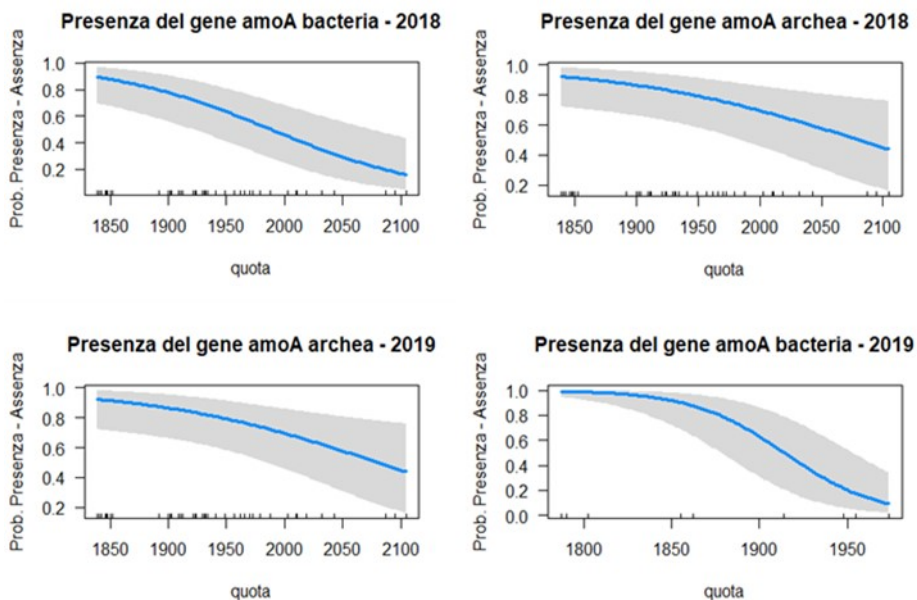 Presenza del gene amoA bacteria - 2018
Prob. Presenza - Assenza
1.0
0.8
0.6
0.4
0.2
1850 1900 1950 2000 2050 2100
quota
Presenza del gene amoA archea - 2018
Prob. Presenza - Assenza
1.0
0.8
0.6
0.4
0.2
1850 1900 1950 2000 2050 2100
quota
Presenza del gene amoA archea - 2019
Prob. Presenza - Assenza
1.0
0.8
0.6
0.4
0.2
1850 1900 1950 2000 2050 2100
quota
Presenza del gene amoA bacteria - 2019
Prob. Presenza - Assenza
1.0
0.8
0.6
0.4
0.2
0.0
1800 1850 1900 1950
quota